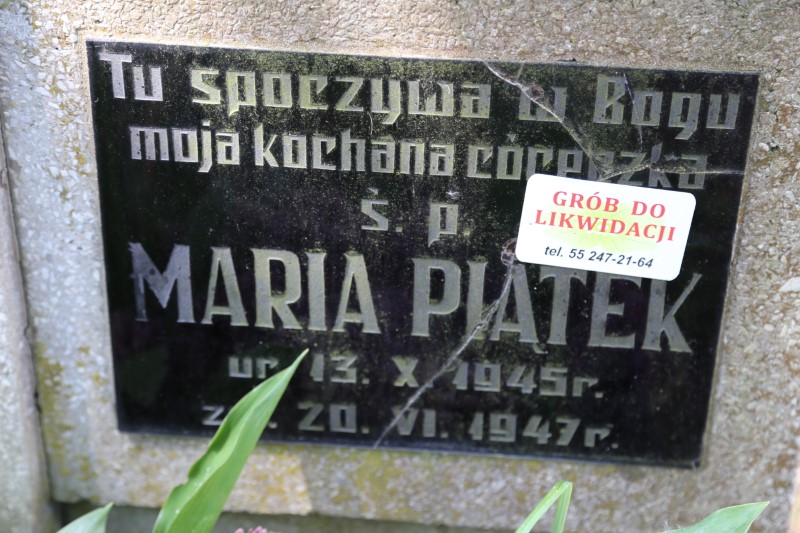 Tu spoczywa w Bogu
moja kochana córeczka
ś. p.
MARIA PIĄTEK
ur. 13. X 1945r.
20. VI. 1947r.
GRÓB DO
LIKWIDACJI
tel. 55 247-21-64